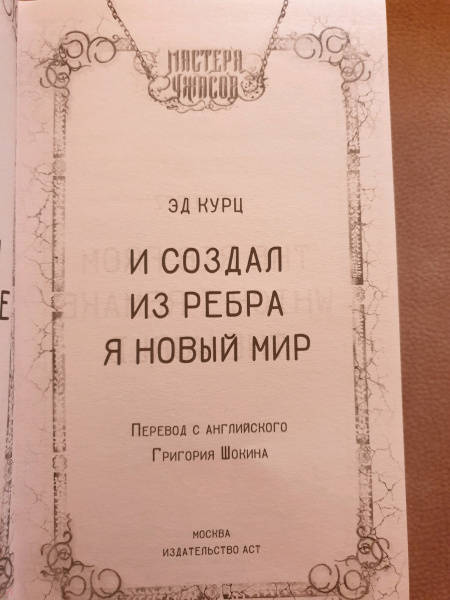 МАСТЕРА
УЖАСОВ
ЭД КУРЦ
И СОЗДАЛ
ИЗ РЕБРА
Я НОВЫЙ МИР
ПЕРЕВОД С АНГЛИЙСКОГО
ГРИГОРИЯ ШОКИНА
МОСКВА
ИЗДАТЕЛЬСТВО АСТ